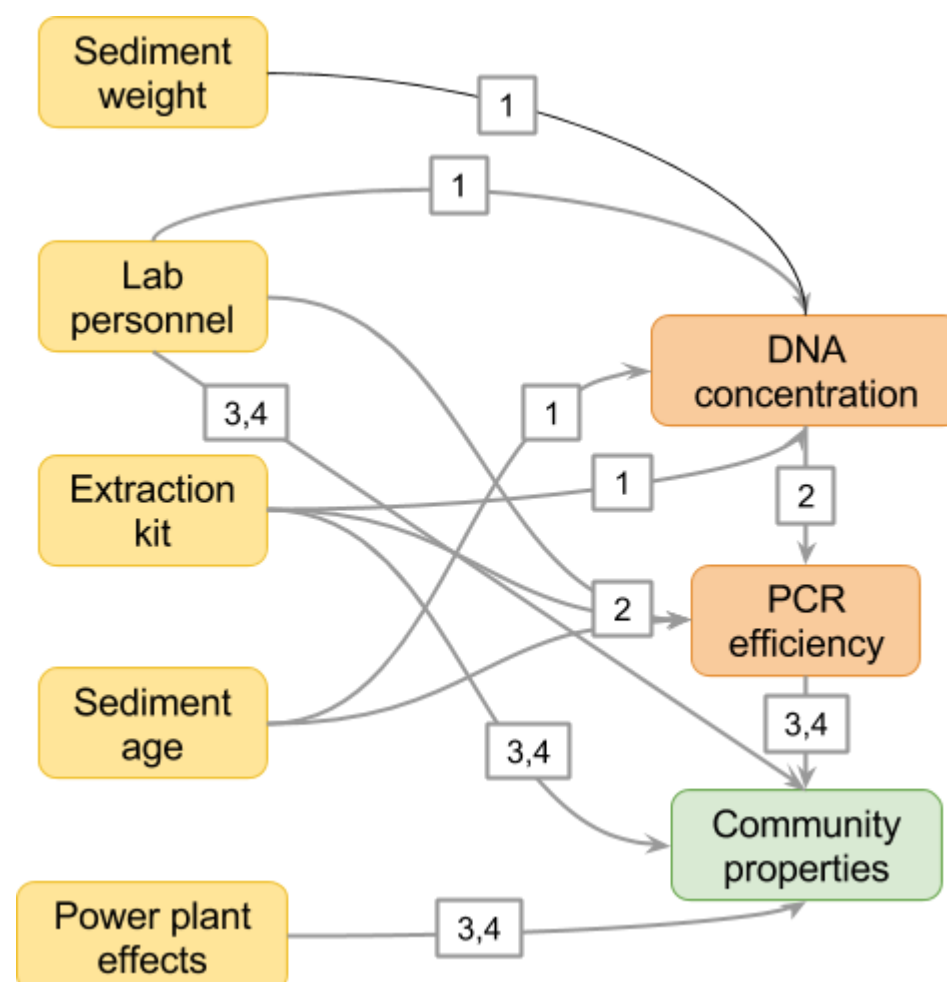 Sediment
weight
1
1
Lab
personnel
DNA
concentration
3,4
1
Extraction
kit
1
2
2
PCR
efficiency
Sediment
age
3,4
3,4
Community
properties
Power plant
effects
3,4